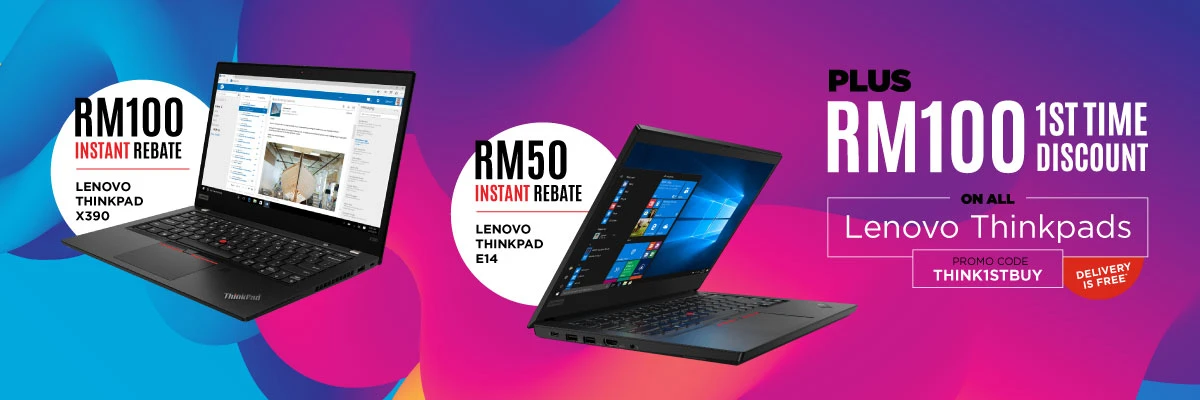 RM100
INSTANT REBATE
LENOVO
THINKPAD
X390
ThinkPad
RM50
INSTANT REBATE
LENOVO
THINKPAD
E14
PLUS
RM100 1ST TIME
DISCOUNT
ON ALL
Lenovo Thinkpads
PROMO CODE
THINK1STBUY
DELIVERY
IS FREE*